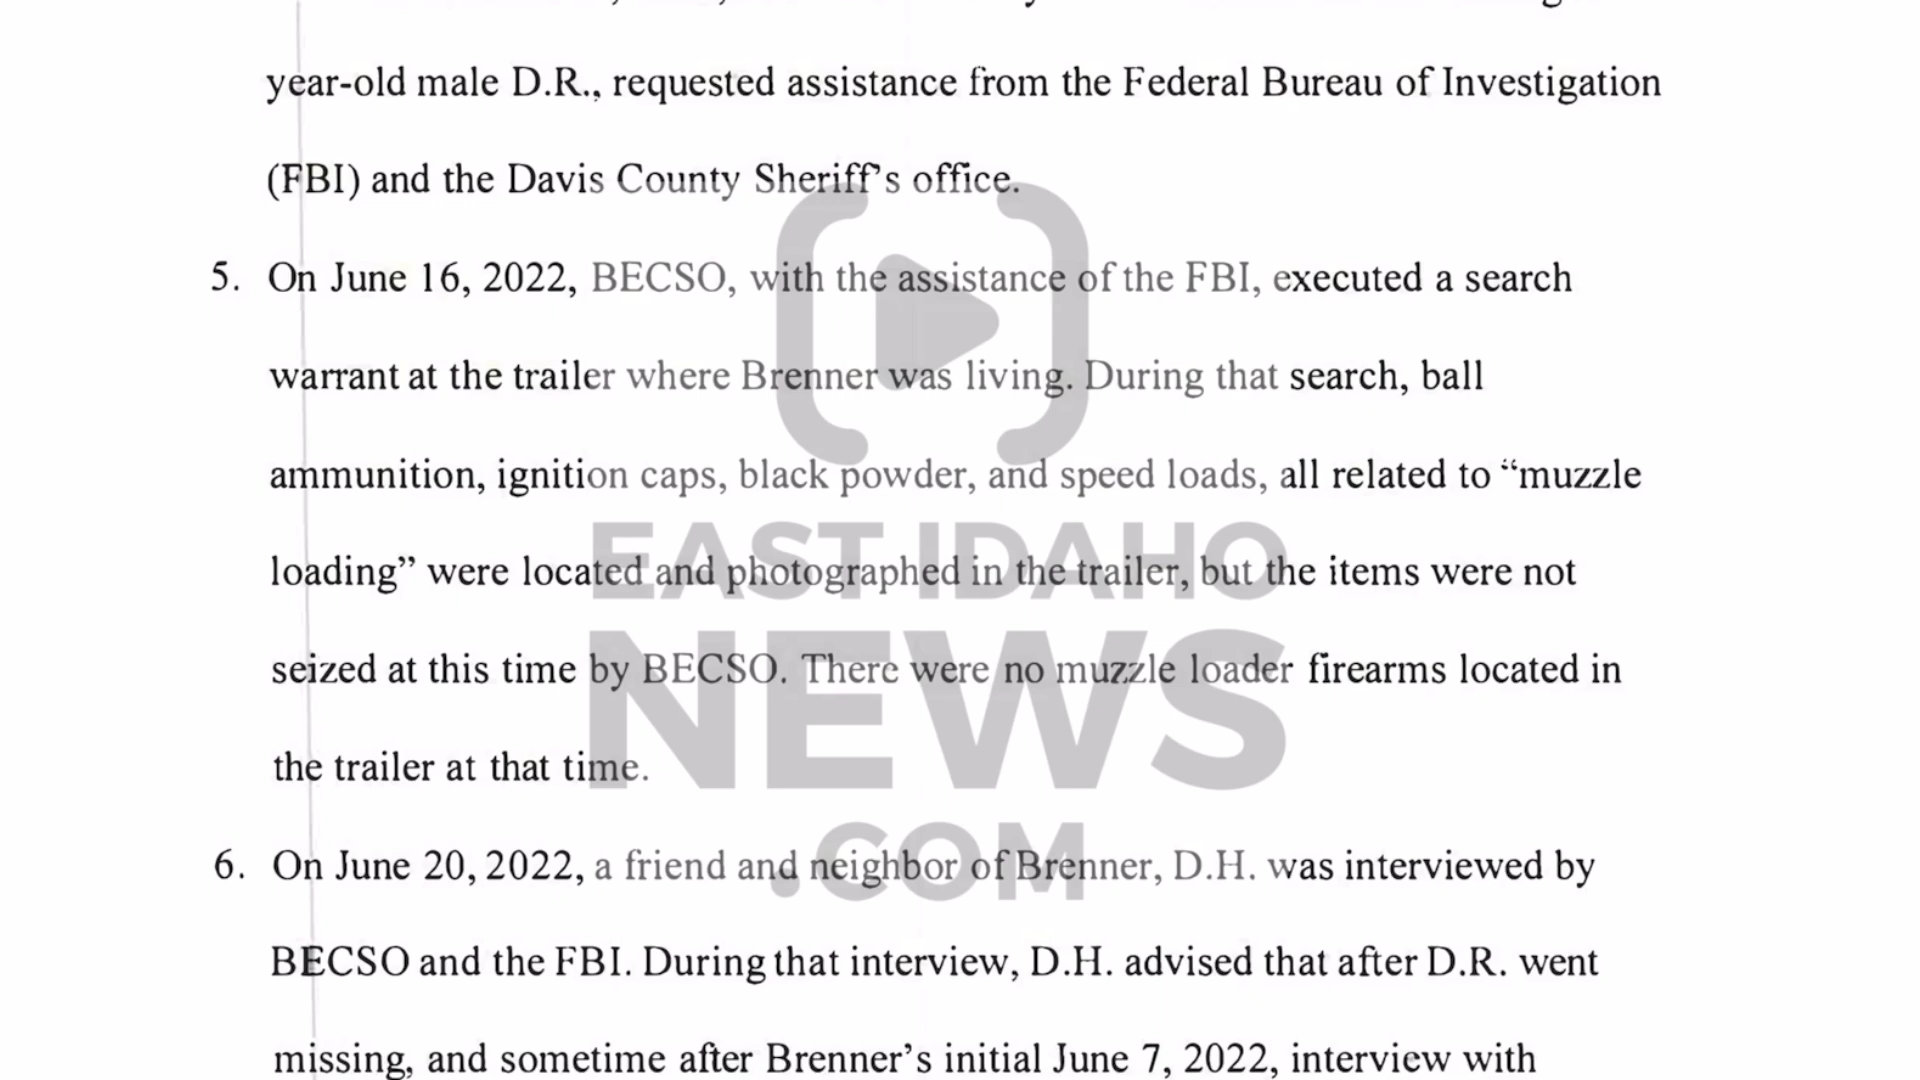 year-old male D.R., requested assistance from the Federal Bureau of Investigation
(FBI) and the Davis County Sheriff's office.
5. On June 16, 2022, BECSO, with the assistance of the FBI, executed a search
warrant at the trailer where Brenner was living. During that search, ball
ammunition, ignition caps, black powder, and speed loads, all related to “muzzle
loading” were located and photographed in the trailer, but the items were not
seized at this time by BECSO. There were no muzzle loader firearms located in
the trailer at that time.
6. On June 20, 2022, a friend and neighbor of Brenner, D.H. was interviewed by
BECSO and the FBI. During that interview, D.H. advised that after D.R. went
missing, and sometime after Brenner's initial June 7, 2022, interview with
EAST IDAHO
NEWS
.COM